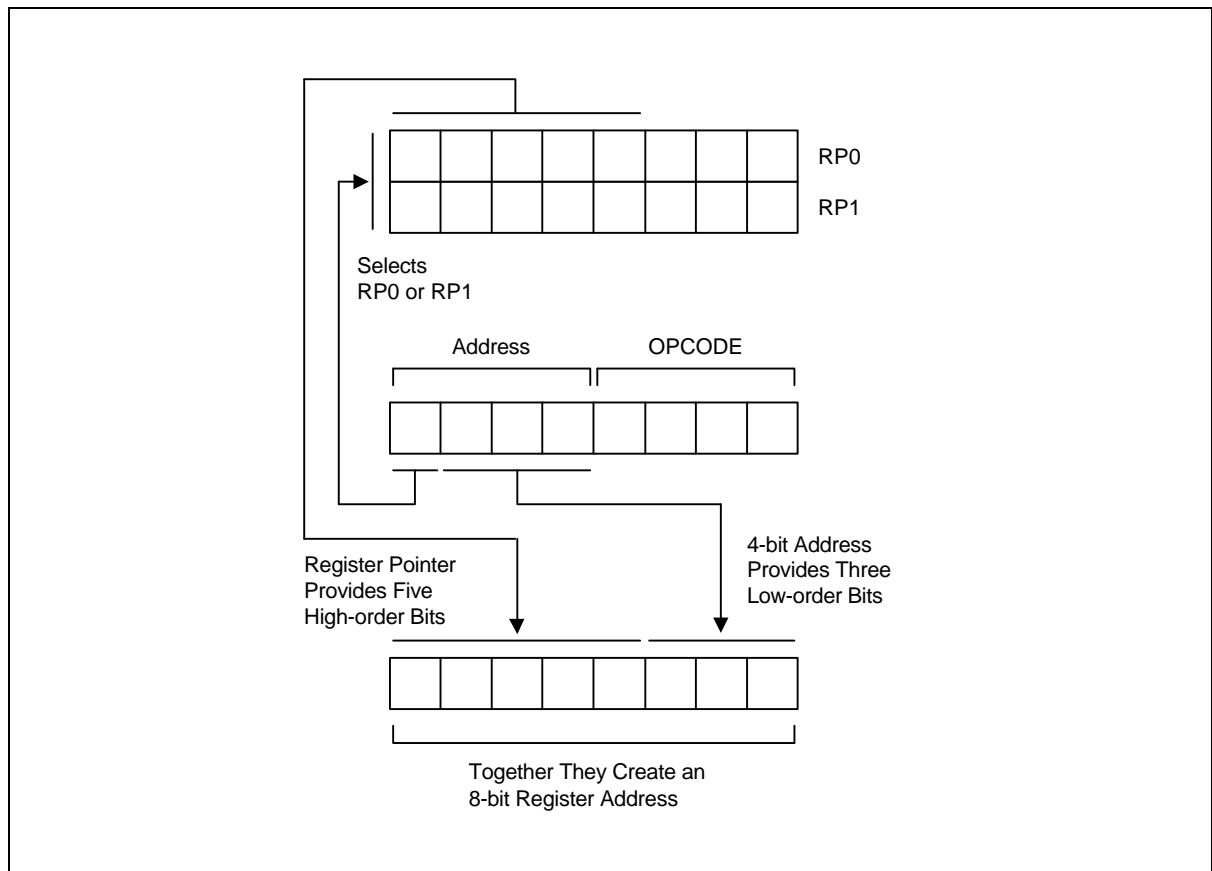 RP0
RP1
Selects
RP0 or RP1
Address
OPCODE
Register Pointer
Provides Five
High-order Bits
4-bit Address
Provides Three
Low-order Bits
Together They Create an
8-bit Register Address